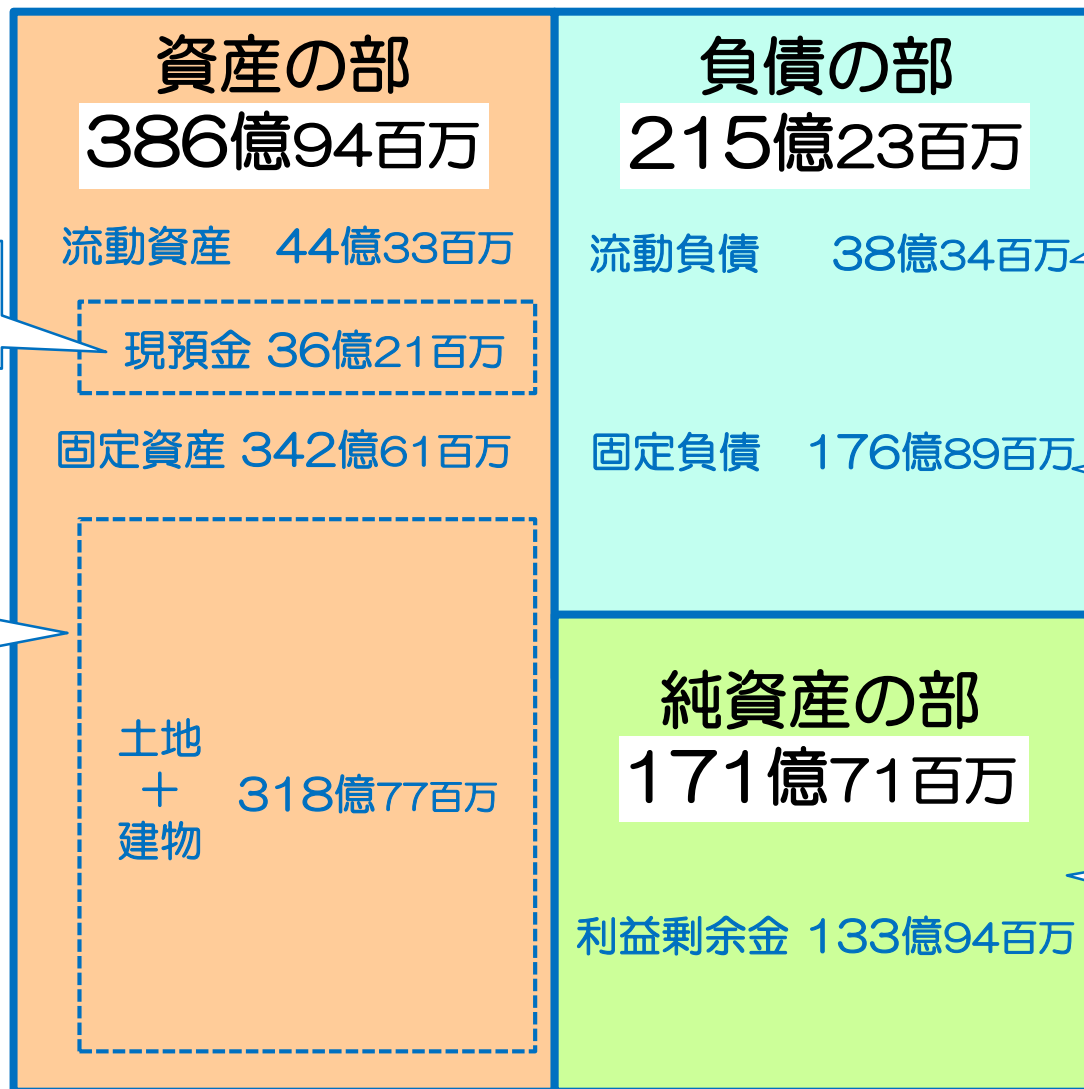 資産の部
386億94百万
流動資産 44億33百万
現預金 36億21百万
固定資産 342億61百万
土地
+
建物
318億77百万
負債の部
215億23百万
流動負債 38億34百万
固定負債 176億89百万
純資産の部
171億71百万
利益剰余金 133億94百万